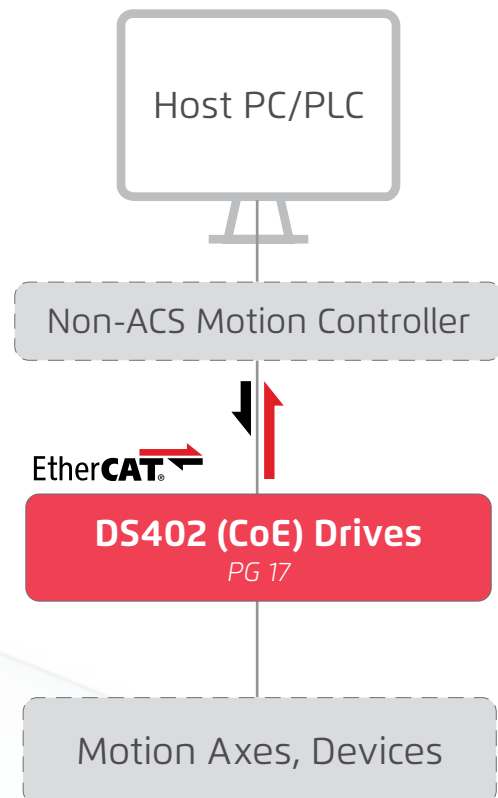 Host PC/PLC
Non-ACS Motion Controller
EtherCAT®
DS402 (CoE) Drives
PG 17
Motion Axes, Devices